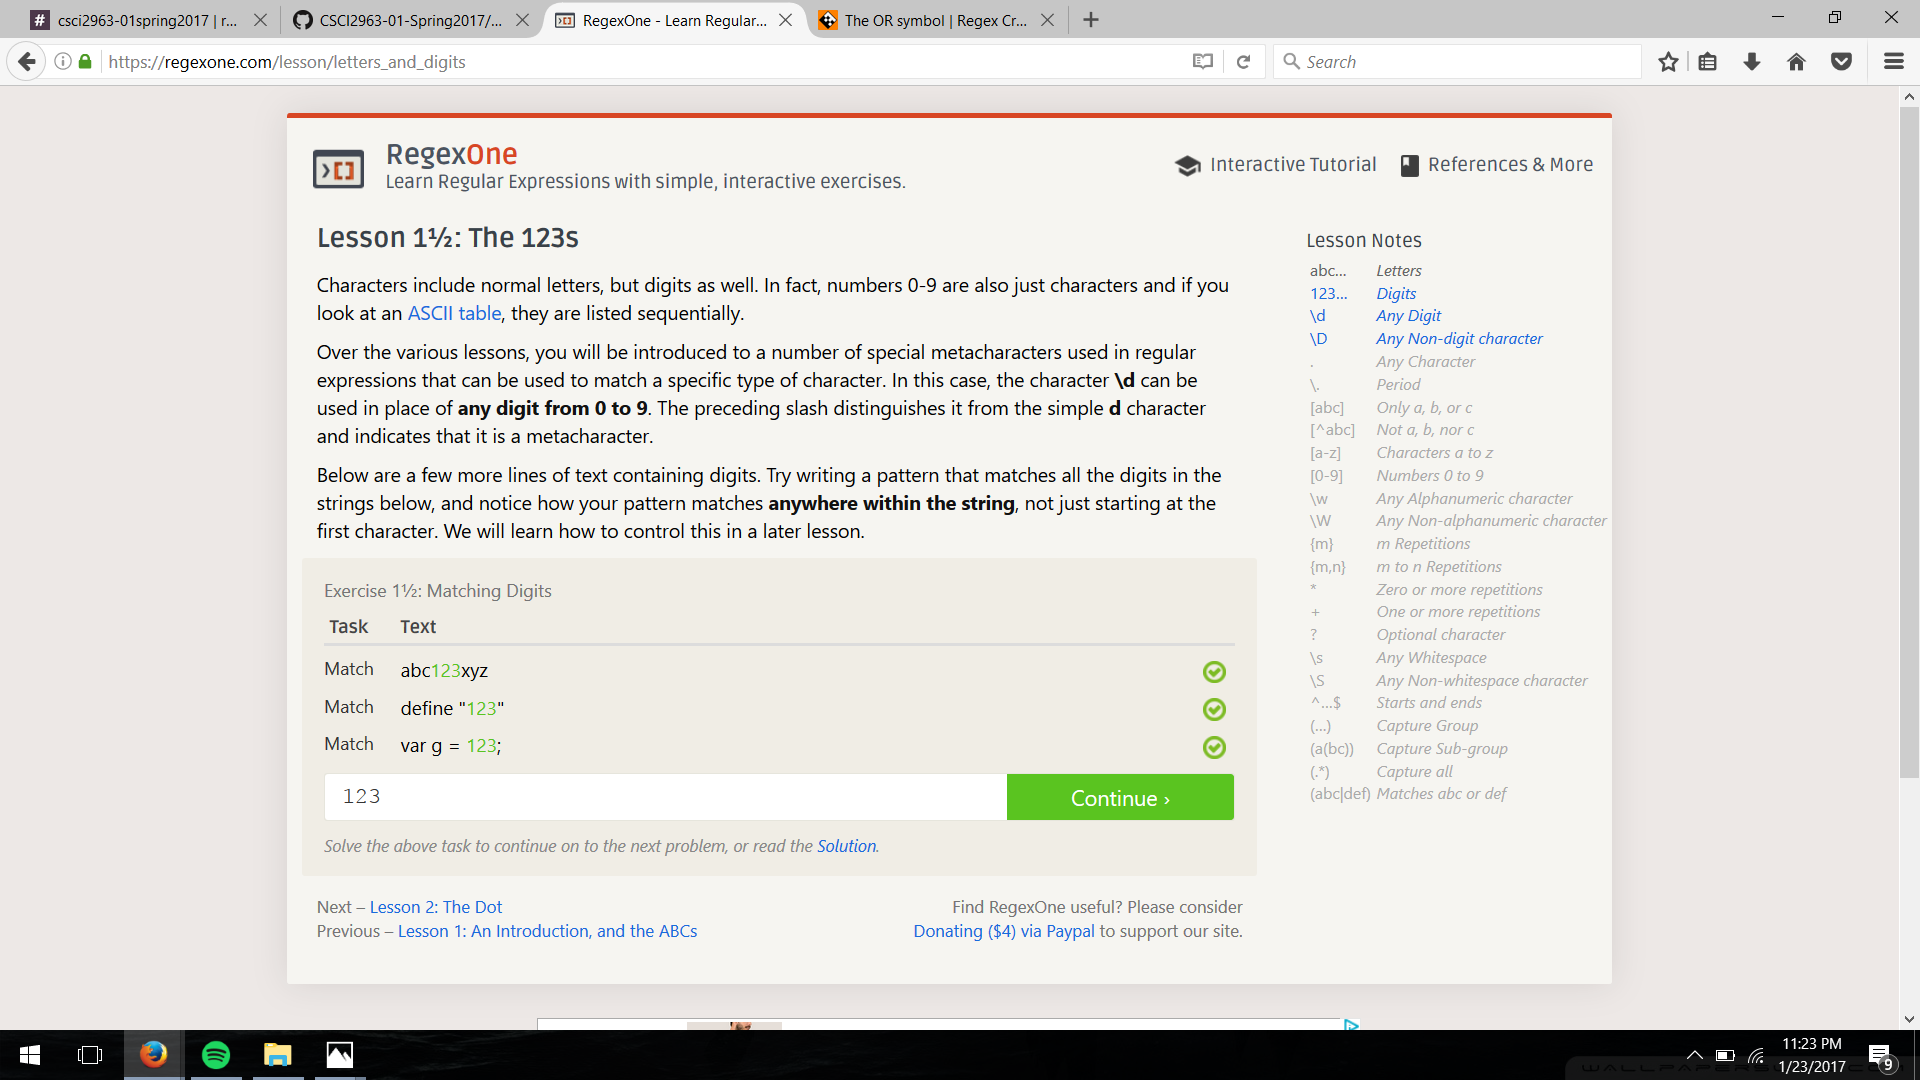 csci2963-01spring2017 | r...
CSCI2963-01-Spring2017/...
RegexOne - Learn Regular...
The OR symbol | Regex Cr...
https://regexone.com/lesson/letters_and_digits
Search
RegexOne
Learn Regular Expressions with simple, interactive exercises.
Interactive Tutorial
References & More
Lesson 1½: The 123s
Characters include normal letters, but digits as well. In fact, numbers 0-9 are also just characters and if you
look at an ASCII table, they are listed sequentially.
Over the various lessons, you will be introduced to a number of special metacharacters used in regular
expressions that can be used to match a specific type of character. In this case, the character \d can be
used in place of any digit from 0 to 9. The preceding slash distinguishes it from the simple d character
and indicates that it is a metacharacter.
Below are a few more lines of text containing digits. Try writing a pattern that matches all the digits in the
strings below, and notice how your pattern matches anywhere within the string, not just starting at the
first character. We will learn how to control this in a later lesson.
Exercise 1½: Matching Digits
Task Text
Match abc123xyz
Match define "123"
Match var g = 123;
123
Continue ›
Solve the above task to continue on to the next problem, or read the Solution.
Next – Lesson 2: The Dot
Previous – Lesson 1: An Introduction, and the ABCs
Find RegexOne useful? Please consider
Donating ($4) via Paypal to support our site.
Lesson Notes
abc... Letters
123... Digits
\d Any Digit
\D Any Non-digit character
. Any Character
\. Period
[abc] Only a, b, or c
[^abc] Not a, b, nor c
[a-z] Characters a to z
[0-9] Numbers 0 to 9
\w Any Alphanumeric character
\W Any Non-alphanumeric character
{m} m Repetitions
{m,n} m to n Repetitions
* Zero or more repetitions
+ One or more repetitions
? Optional character
\s Any Whitespace
\S Any Non-whitespace character
^...$ Starts and ends
(...) Capture Group
(a(bc)) Capture Sub-group
(.*) Capture all
(abc|def) Matches abc or def
11:23 PM
1/23/2017
9